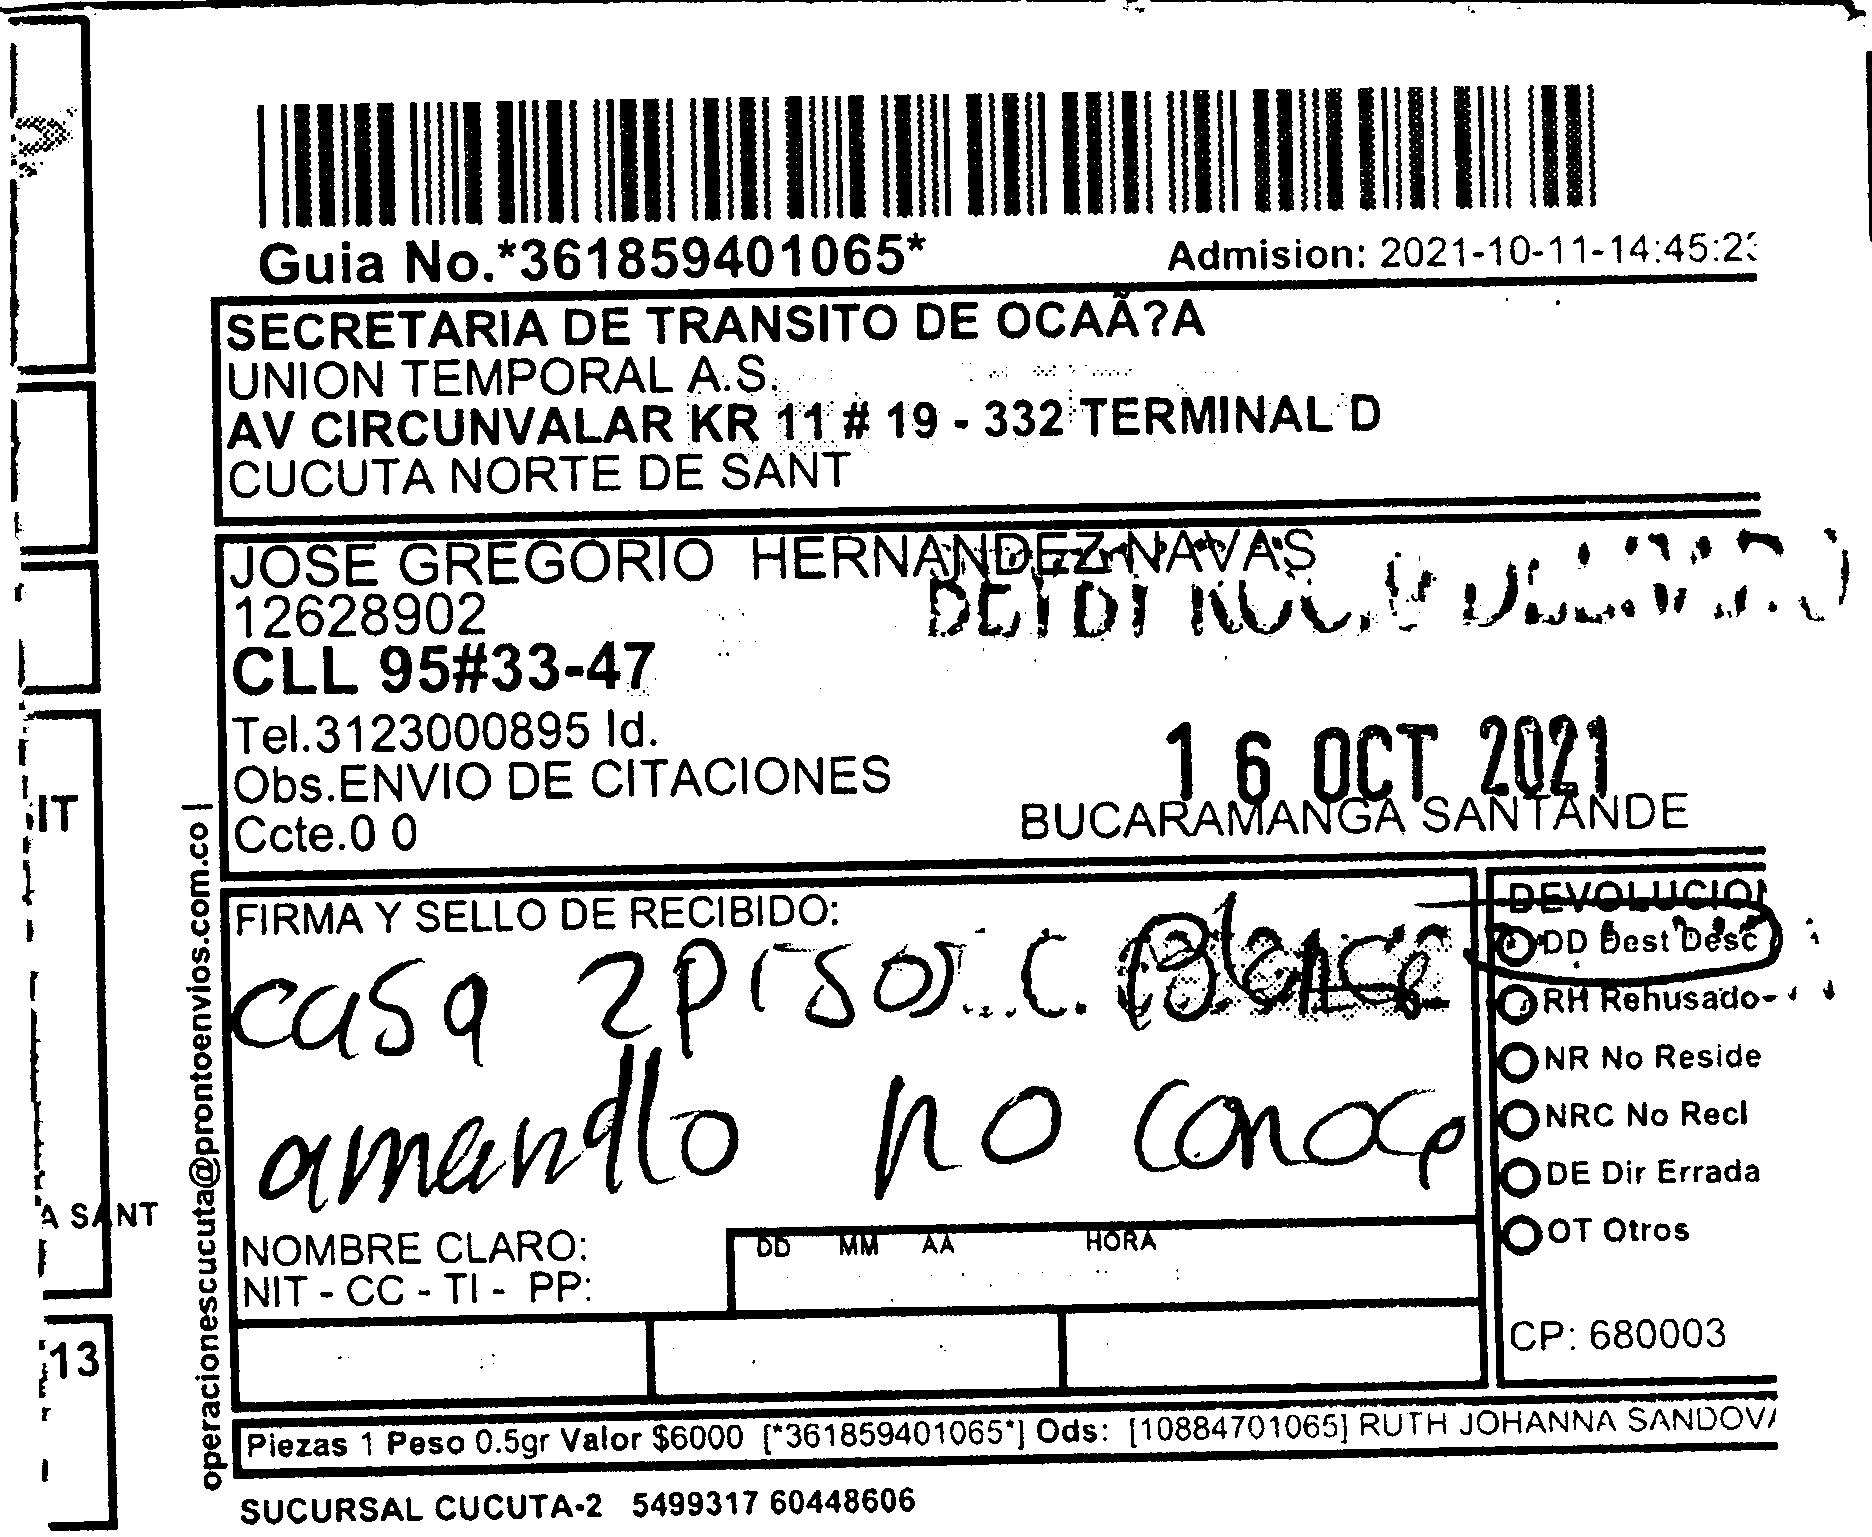 Guia No.*361859401065*
Admision: 2021-10-11-14:45:23
SECRETARIA DE TRANSITO DE OCAÃ?A
UNION TEMPORAL A.S.
AV CIRCUNVALAR KR 11 # 19 - 332 TERMINAL D
CUCUTA NORTE DE SANT
JOSE GREGORIO HERNANDEZ NAVAS
12628902
CLL 95#33-47
Tel.3123000895 Id.
16 OCT 2021
Obs.ENVIO DE CITACIONES
Ccte.0 0
BUCARAMANGA SANTANDE
FIRMA Y SELLO DE RECIBIDO:
casa 2 pisos C. Blanca
no conoce
NOMBRE CLARO:
NIT - CC - TI - PP:
DD MM AA HORA
DEVOLUCION
DD Dest Desc
RH Rehusado
NR No Reside
NRC No Recl
DE Dir Errada
OT Otros
CP: 680003
Piezas 1 Peso 0.5gr Valor $6000 [*361859401065*] Ods: [10884701065] RUTH JOHANNA SANDOVA
SUCURSAL CUCUTA-2 5499317 60448606
operacionescucuta@prontoenvios.com.co |
IT
A SANT
13